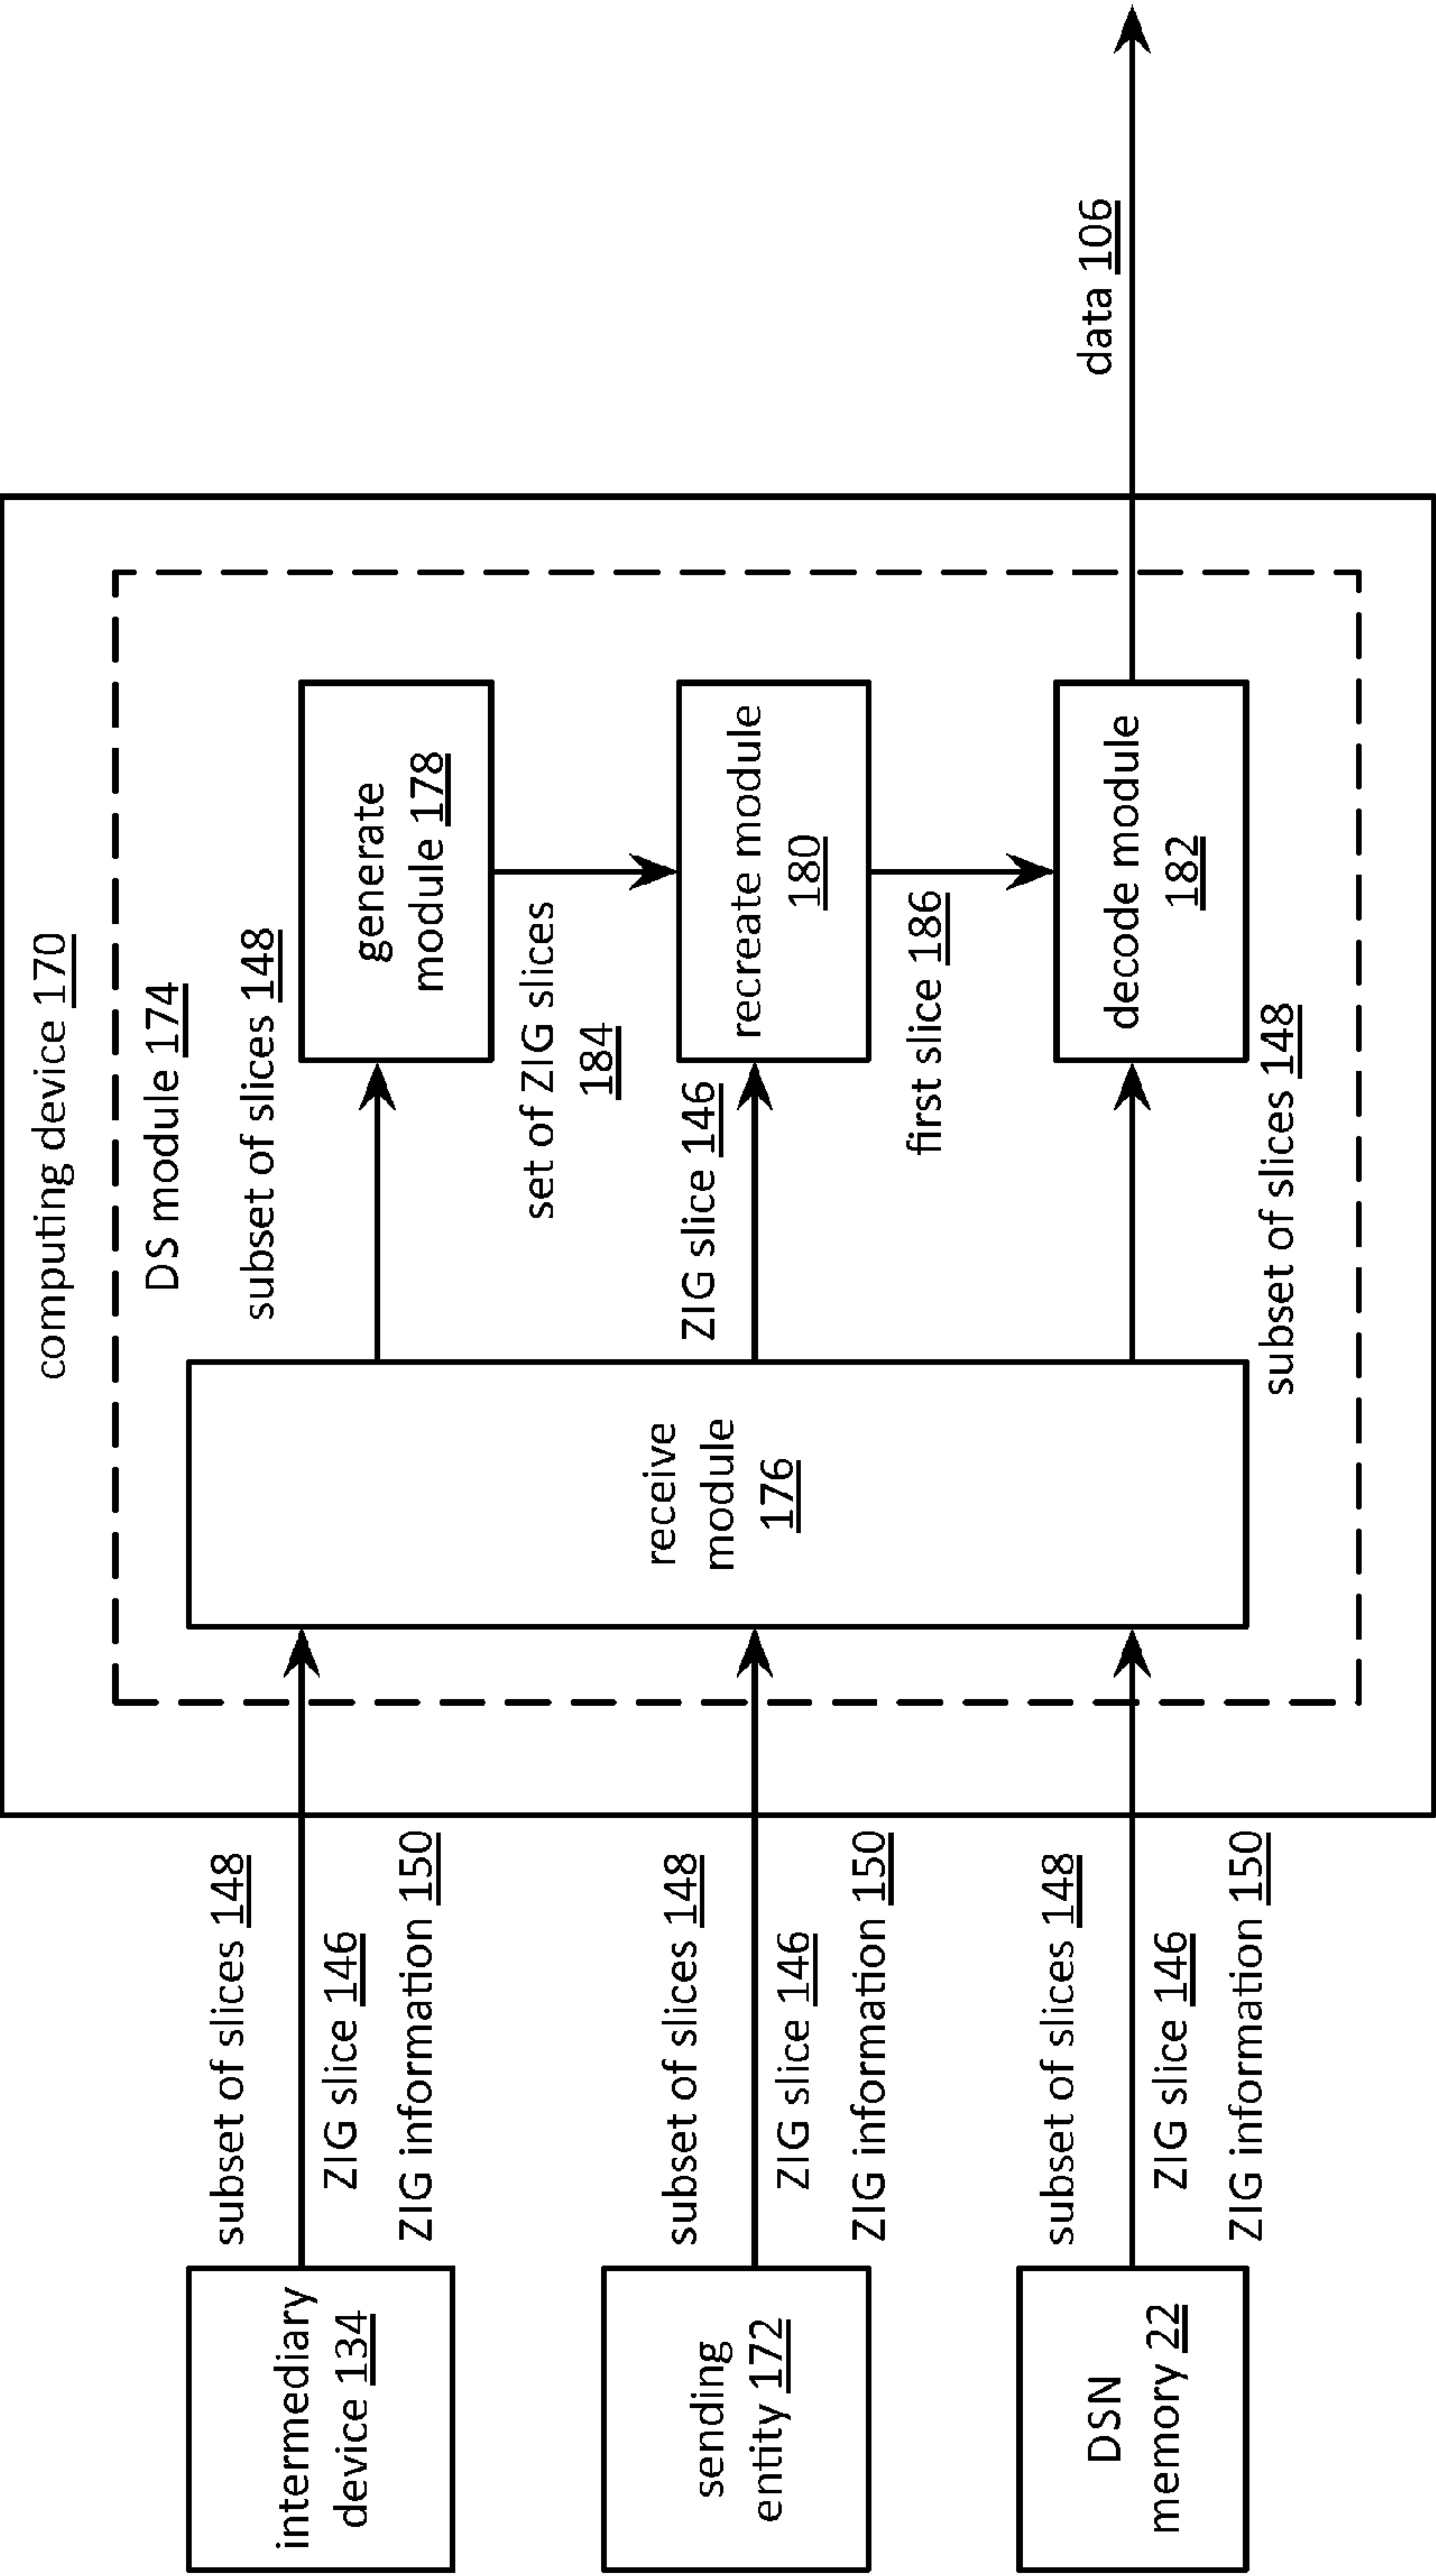 computing device 170
DS module 174
intermediary
device 134
subset of slices 148
ZIG slice 146
ZIG information 150
sending
entity 172
subset of slices 148
ZIG slice 146
ZIG information 150
DSN
memory 22
subset of slices 148
ZIG slice 146
ZIG information 150
receive
module
176
subset of slices 148
generate
module 178
set of ZIG slices
184
ZIG slice 146
recreate module
180
first slice 186
decode module
182
subset of slices 148
data 106